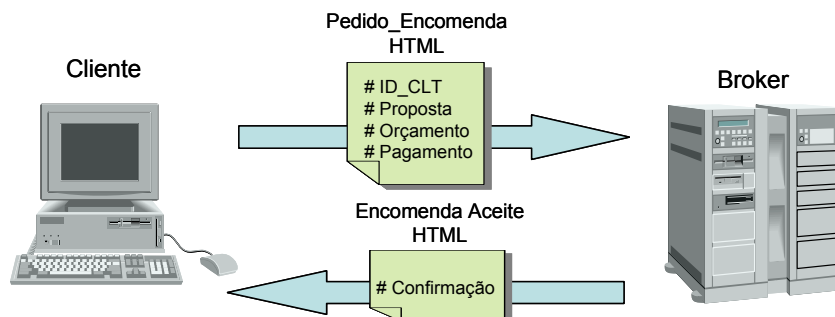 Pedido_Encomenda
HTML
Cliente
Broker
# ID_CLT
# Proposta
# Orçamento
# Pagamento
Encomenda Aceite
HTML
# Confirmação